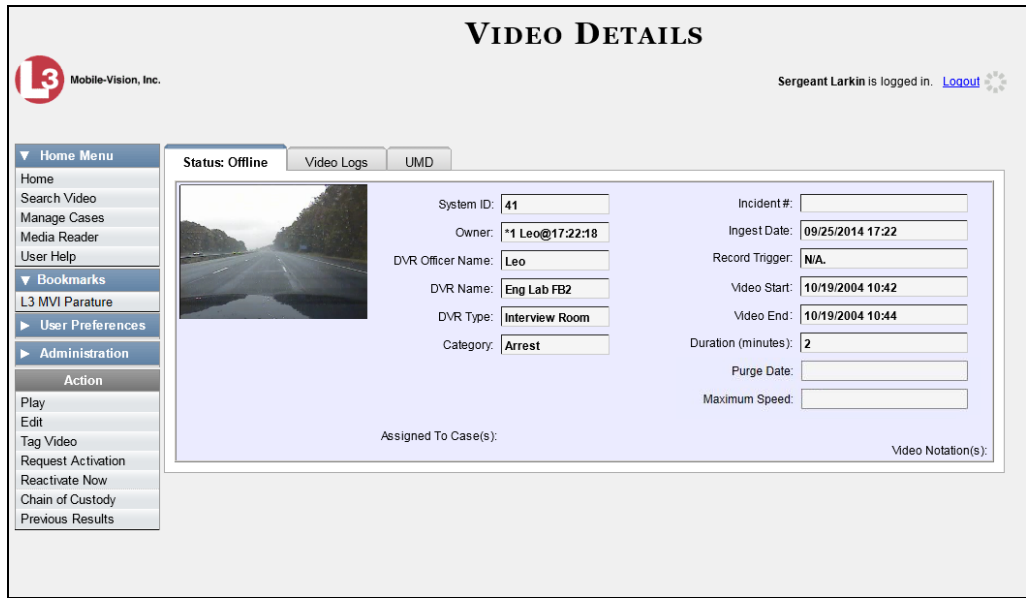 VIDEO DETAILS
L3 Mobile-Vision, Inc.
Sergeant Larkin is logged in. Logout
▼ Home Menu
Home
Search Video
Manage Cases
Media Reader
User Help
▼ Bookmarks
L3 MVI Parature
► User Preferences
► Administration
Action
Play
Edit
Tag Video
Request Activation
Reactivate Now
Chain of Custody
Previous Results
Status: Offline
Video Logs
UMD
System ID: 41
Owner: *1 Leo@17:22:18
DVR Officer Name: Leo
DVR Name: Eng Lab FB2
DVR Type: Interview Room
Category: Arrest
Incident #:
Ingest Date: 09/25/2014 17:22
Record Trigger: N/A.
Video Start: 10/19/2004 10:42
Video End: 10/19/2004 10:44
Duration (minutes): 2
Purge Date:
Maximum Speed:
Assigned To Case(s):
Video Notation(s):